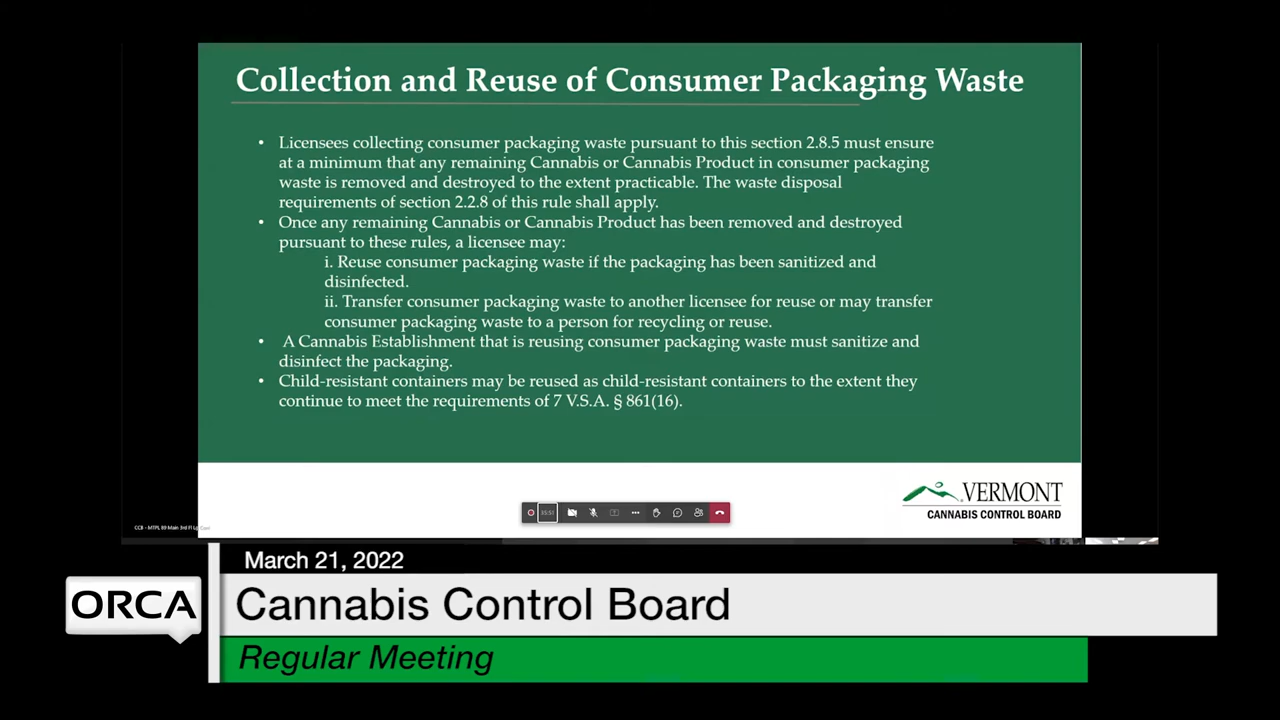 Collection and Reuse of Consumer Packaging Waste
• Licensees collecting consumer packaging waste pursuant to this section 2.8.5 must ensure
at a minimum that any remaining Cannabis or Cannabis Product in consumer packaging
waste is removed and destroyed to the extent practicable. The waste disposal
requirements of section 2.2.8 of this rule shall apply.
• Once any remaining Cannabis or Cannabis Product has been removed and destroyed
pursuant to these rules, a licensee may:
i. Reuse consumer packaging waste if the packaging has been sanitized and
disinfected.
ii. Transfer consumer packaging waste to another licensee for reuse or may transfer
consumer packaging waste to a person for recycling or reuse.
• A Cannabis Establishment that is reusing consumer packaging waste must sanitize and
disinfect the packaging.
• Child-resistant containers may be reused as child-resistant containers to the extent they
continue to meet the requirements of 7 V.S.A. § 861(16).
VERMONT
CANNABIS CONTROL BOARD
CCB - MTPL 89 Main 3rd Fl
March 21, 2022
ORCA
Cannabis Control Board
Regular Meeting